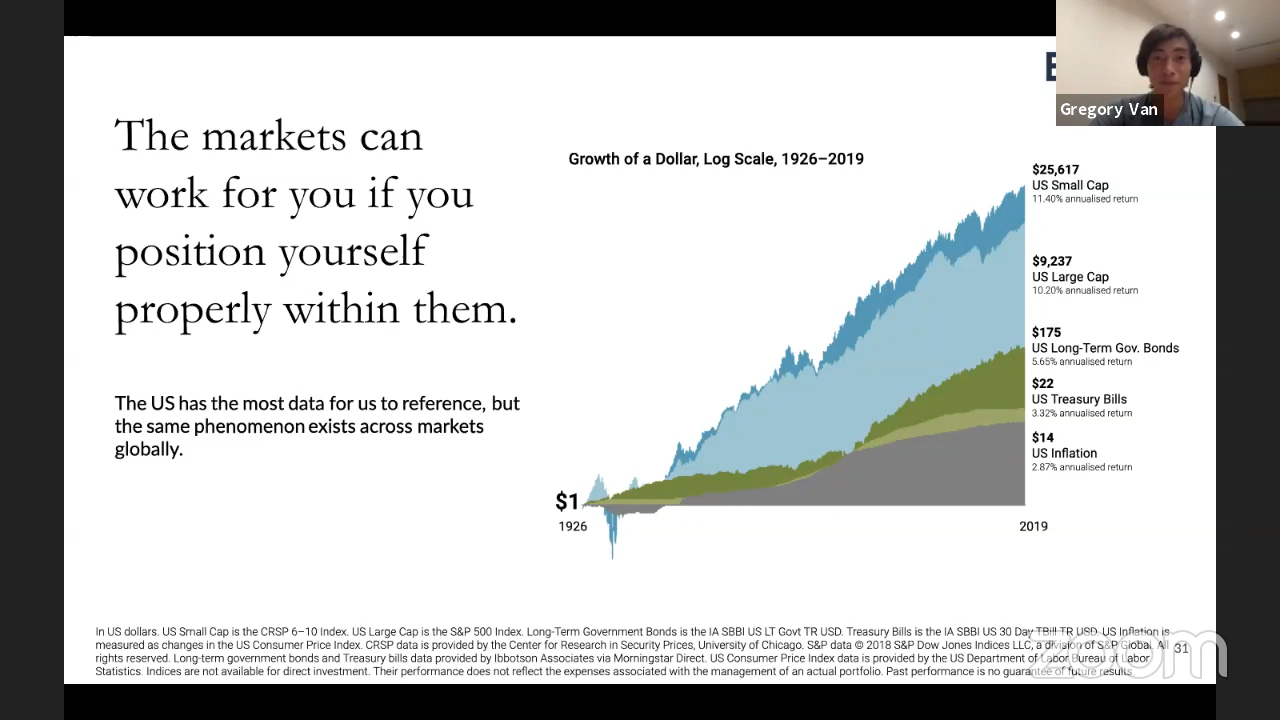 The markets can
work for you if you
position yourself
properly within them.
The US has the most data for us to reference, but
the same phenomenon exists across markets
globally.
Growth of a Dollar, Log Scale, 1926–2019
$25,617
US Small Cap
11.40% annualised return
$9,237
US Large Cap
10.20% annualised return
$175
US Long-Term Gov. Bonds
5.65% annualised return
$22
US Treasury Bills
3.32% annualised return
$14
US Inflation
2.87% annualised return
$1
1926
2019
Gregory Van
In US dollars. US Small Cap is the CRSP 6–10 Index. US Large Cap is the S&P 500 Index. Long-Term Government Bonds is the IA SBBI US LT Govt TR USD. Treasury Bills is the IA SBBI US 30 Day TBill TR USD. US Inflation is
measured as changes in the US Consumer Price Index. CRSP data is provided by the Center for Research in Security Prices, University of Chicago. S&P data © 2018 S&P Dow Jones Indices LLC, a division of S&P Global. All
rights reserved. Long-term government bonds and Treasury bills data provided by Ibbotson Associates via Morningstar Direct. US Consumer Price Index data is provided by the US Department of Labor Bureau of Labor
Statistics. Indices are not available for direct investment. Their performance does not reflect the expenses associated with the management of an actual portfolio. Past performance is no guarantee of future results.
31
zoom